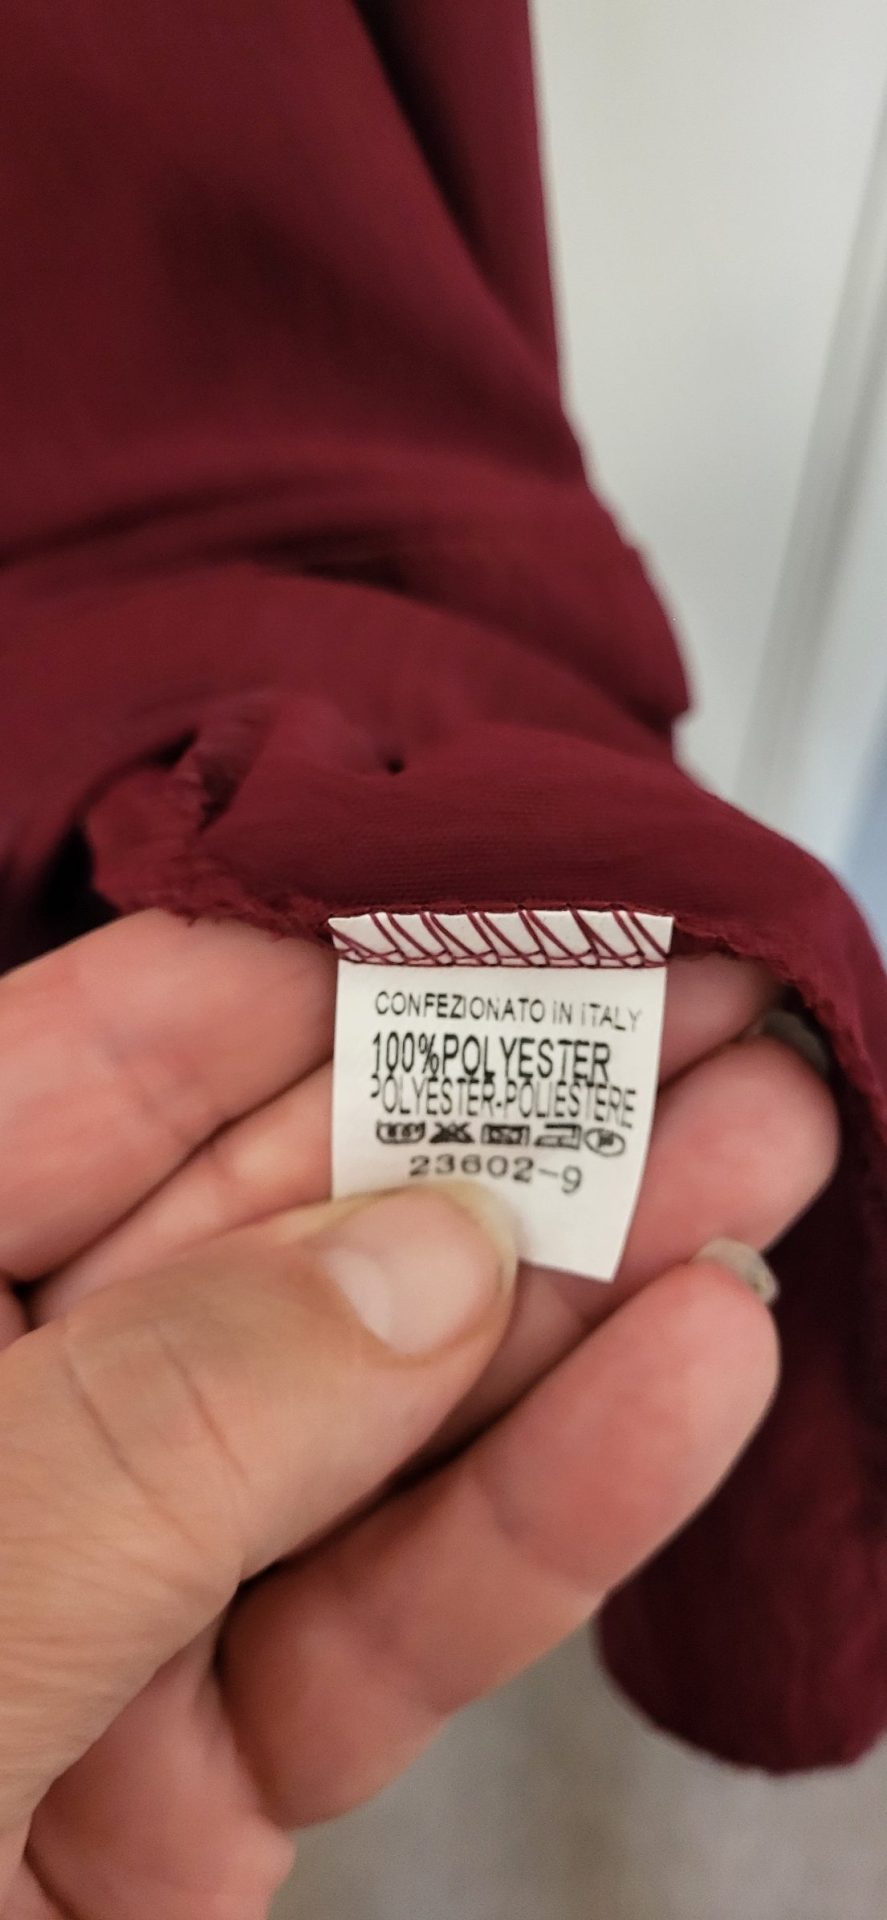 CONFEZIONATO IN ITALY
100%POLYESTER
POLYESTER-POLIESTERE
23602-9